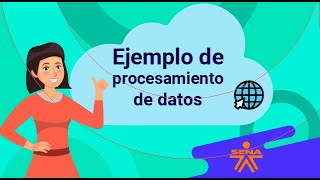 Ejemplo de
procesamiento
de datos
SENA